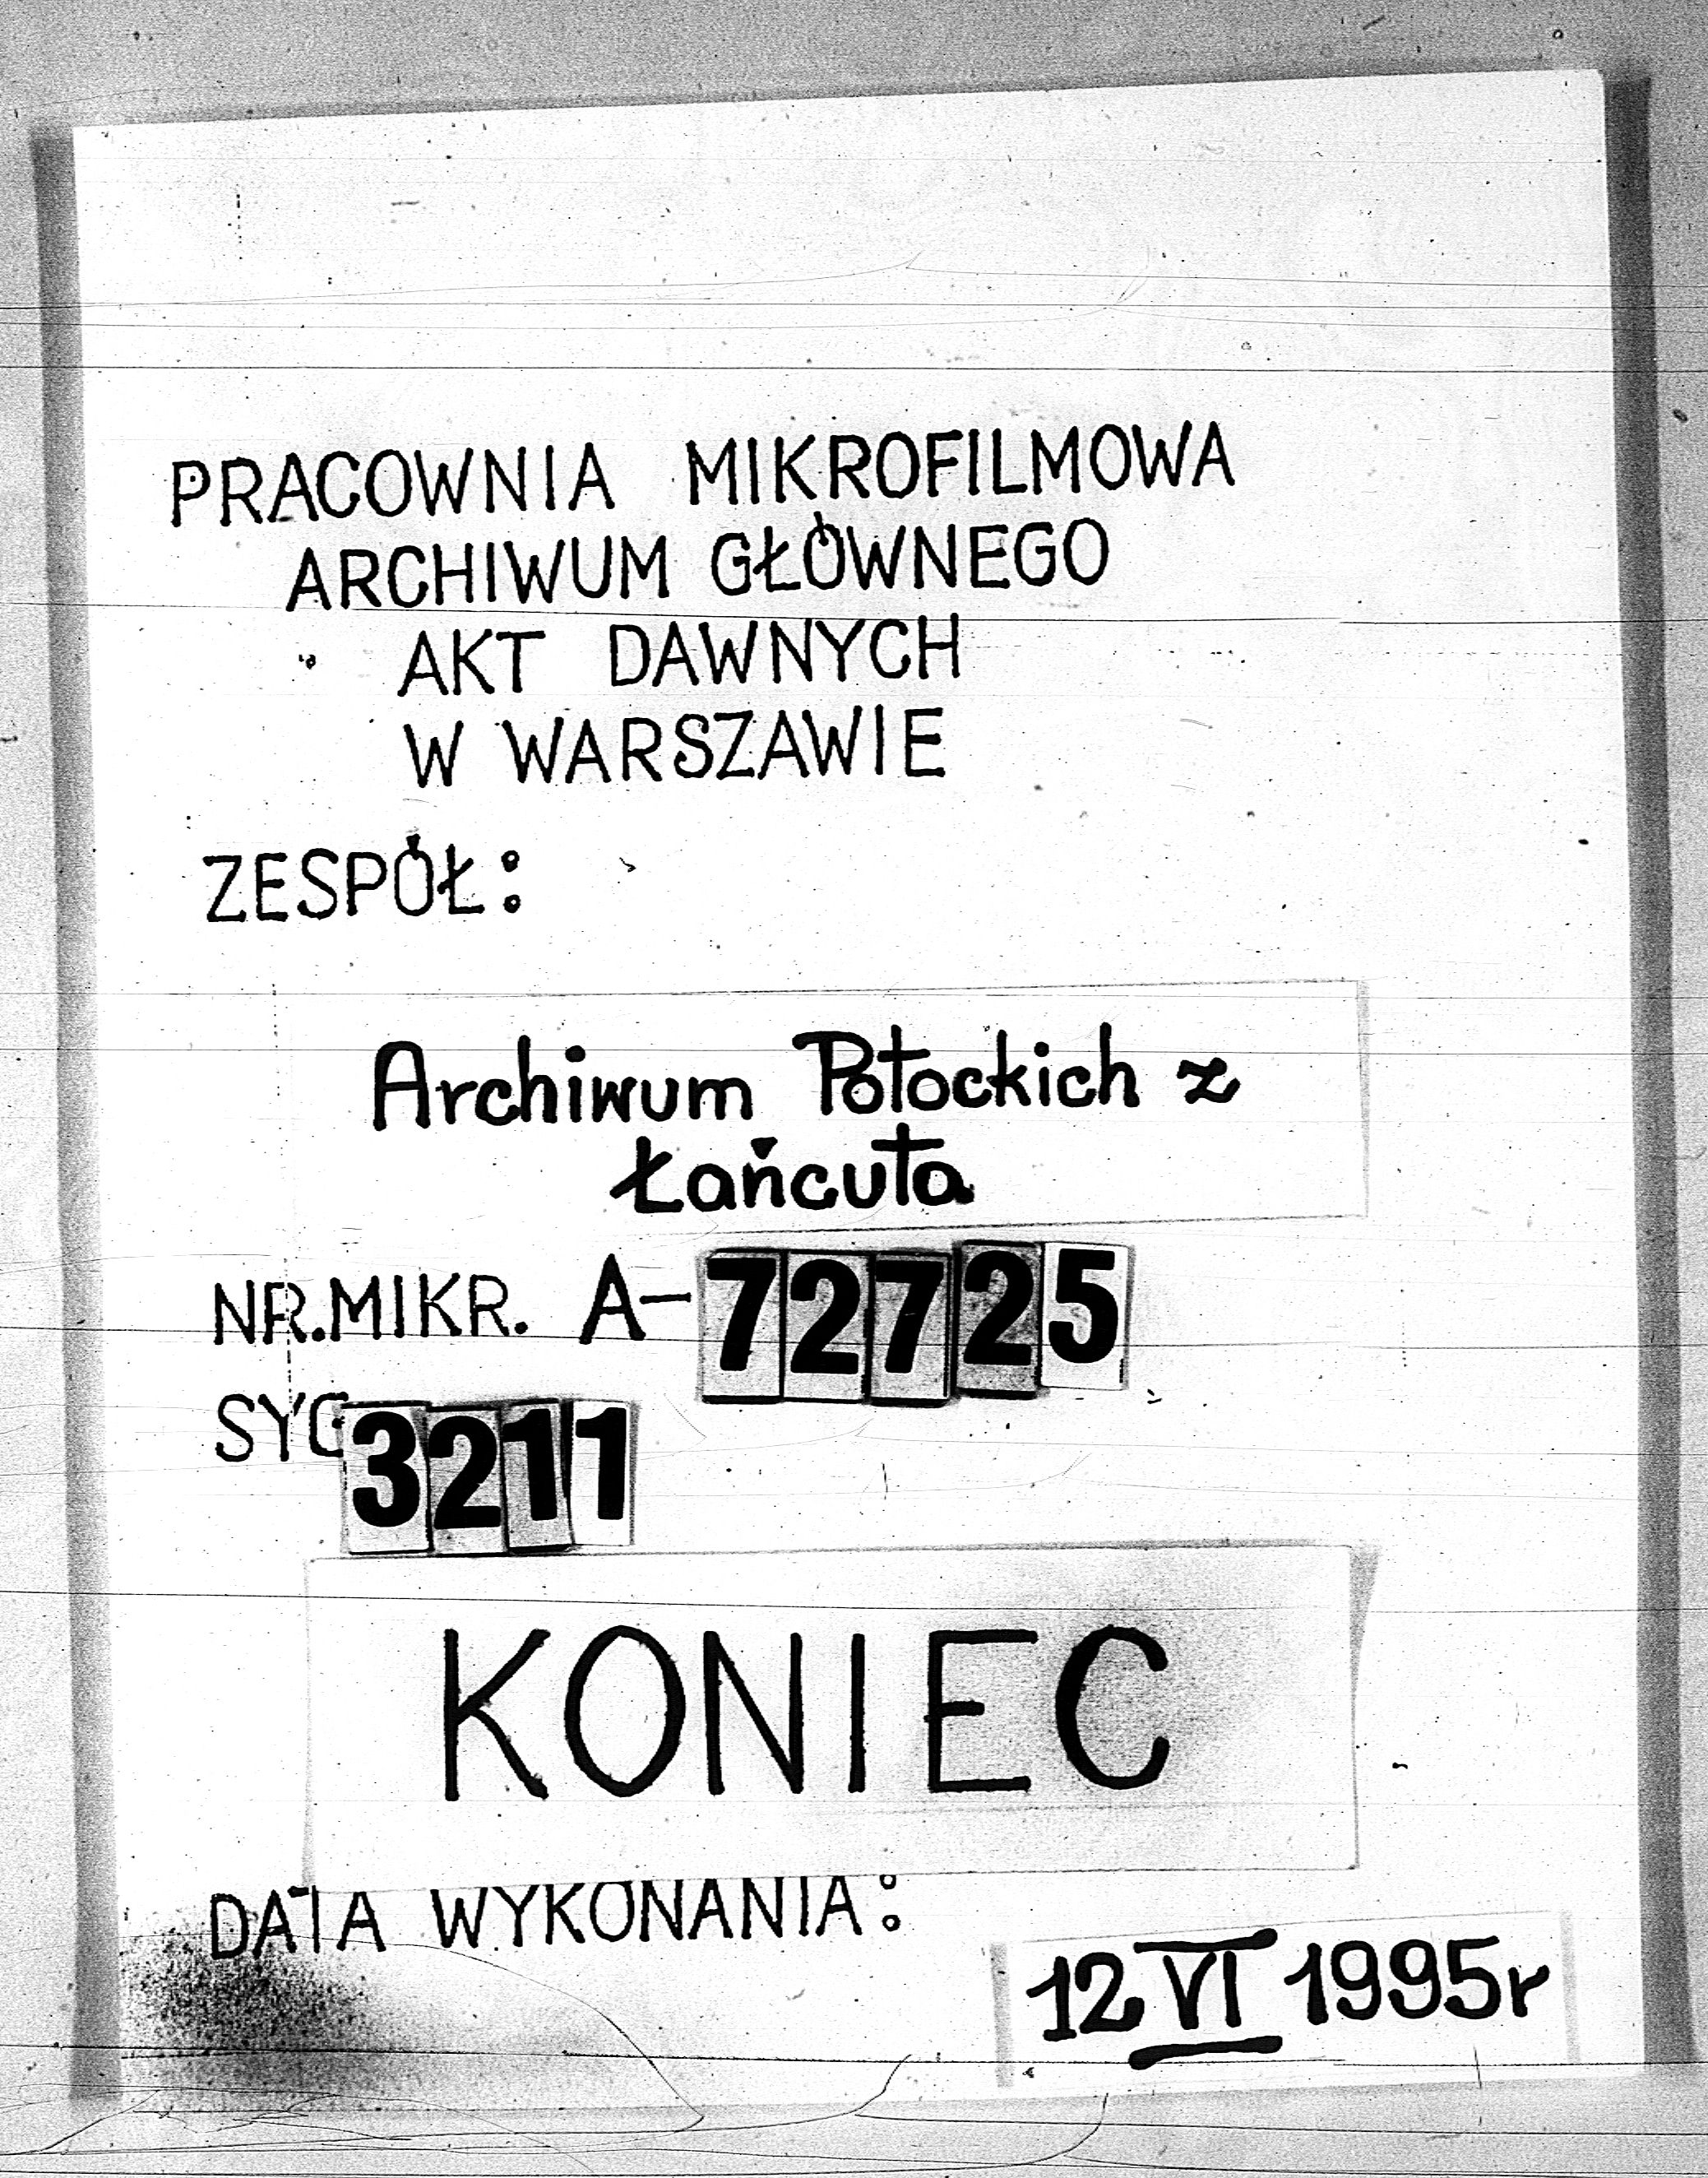 PRACOWNIA MIKROFILMOWA
ARCHIWUM GŁÓWNEGO
AKT DAWNYCH
W WARSZAWIE
ZESPÓŁ:
Archiwum Potockich z
Łańcuta
NR.MIKR. A-72725
SYG 3211
KONIEC
DATA WYKONANIA:
12 VI 1995r